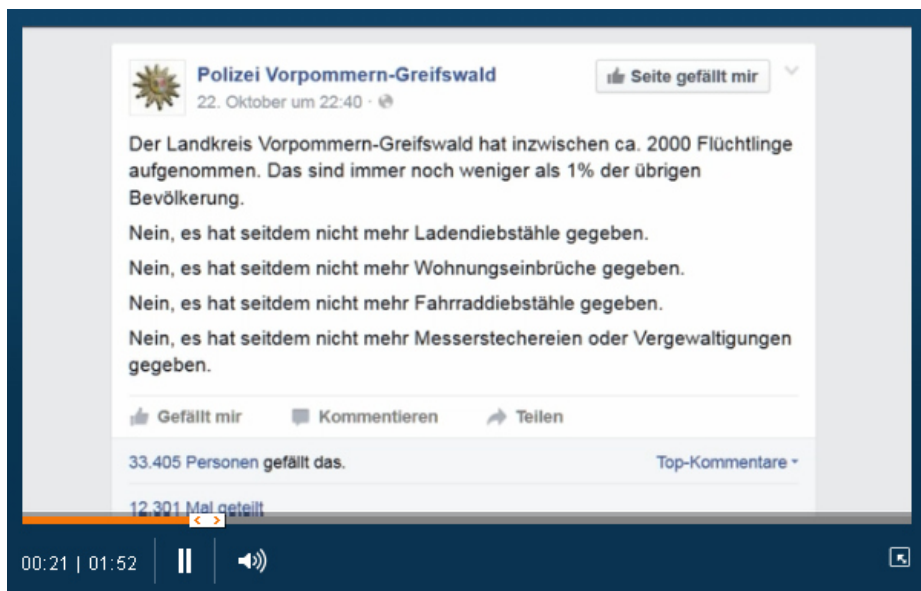 Polizei Vorpommern-Greifswald
Seite gefällt mir
22. Oktober um 22:40 ·
Der Landkreis Vorpommern-Greifswald hat inzwischen ca. 2000 Flüchtlinge
aufgenommen. Das sind immer noch weniger als 1% der übrigen
Bevölkerung.
Nein, es hat seitdem nicht mehr Ladendiebstähle gegeben.
Nein, es hat seitdem nicht mehr Wohnungseinbrüche gegeben.
Nein, es hat seitdem nicht mehr Fahrraddiebstähle gegeben.
Nein, es hat seitdem nicht mehr Messerstechereien oder Vergewaltigungen
gegeben.
Gefällt mir Kommentieren Teilen
33.405 Personen gefällt das. Top-Kommentare
12.301 Mal geteilt
00:21 | 01:52